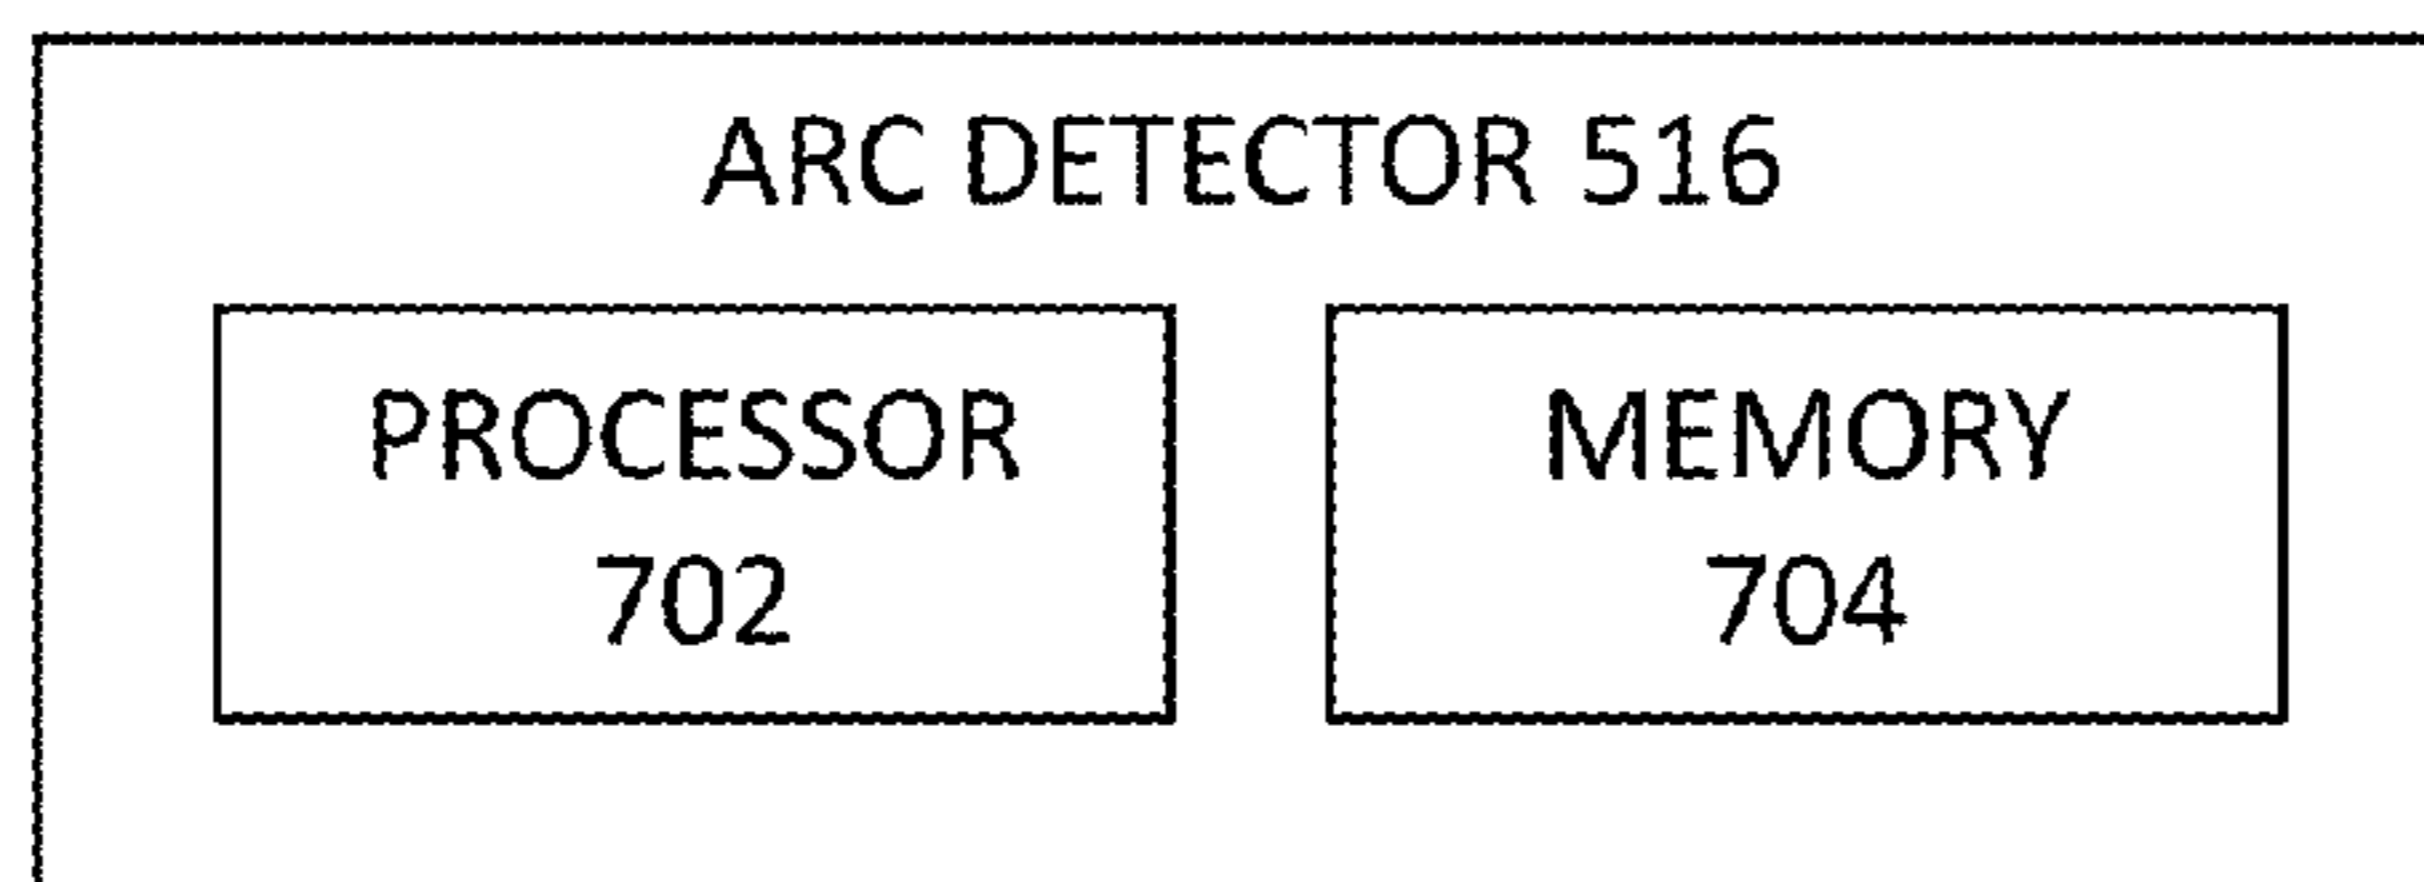 ARC DETECTOR 516
PROCESSOR
702
MEMORY
704